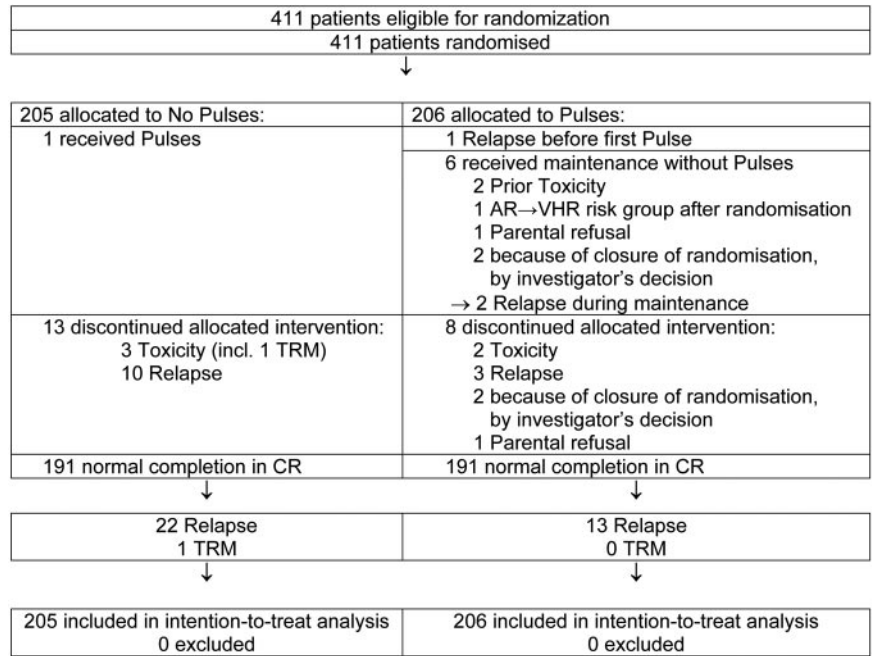 411 patients eligible for randomization
411 patients randomised
↓
205 allocated to No Pulses:
1 received Pulses
206 allocated to Pulses:
1 Relapse before first Pulse
6 received maintenance without Pulses
2 Prior Toxicity
1 AR→VHR risk group after randomisation
1 Parental refusal
2 because of closure of randomisation,
by investigator's decision
→ 2 Relapse during maintenance
13 discontinued allocated intervention:
3 Toxicity (incl. 1 TRM)
10 Relapse
8 discontinued allocated intervention:
2 Toxicity
3 Relapse
2 because of closure of randomisation,
by investigator's decision
1 Parental refusal
191 normal completion in CR
191 normal completion in CR
↓
↓
22 Relapse
1 TRM
13 Relapse
0 TRM
↓
↓
205 included in intention-to-treat analysis
0 excluded
206 included in intention-to-treat analysis
0 excluded